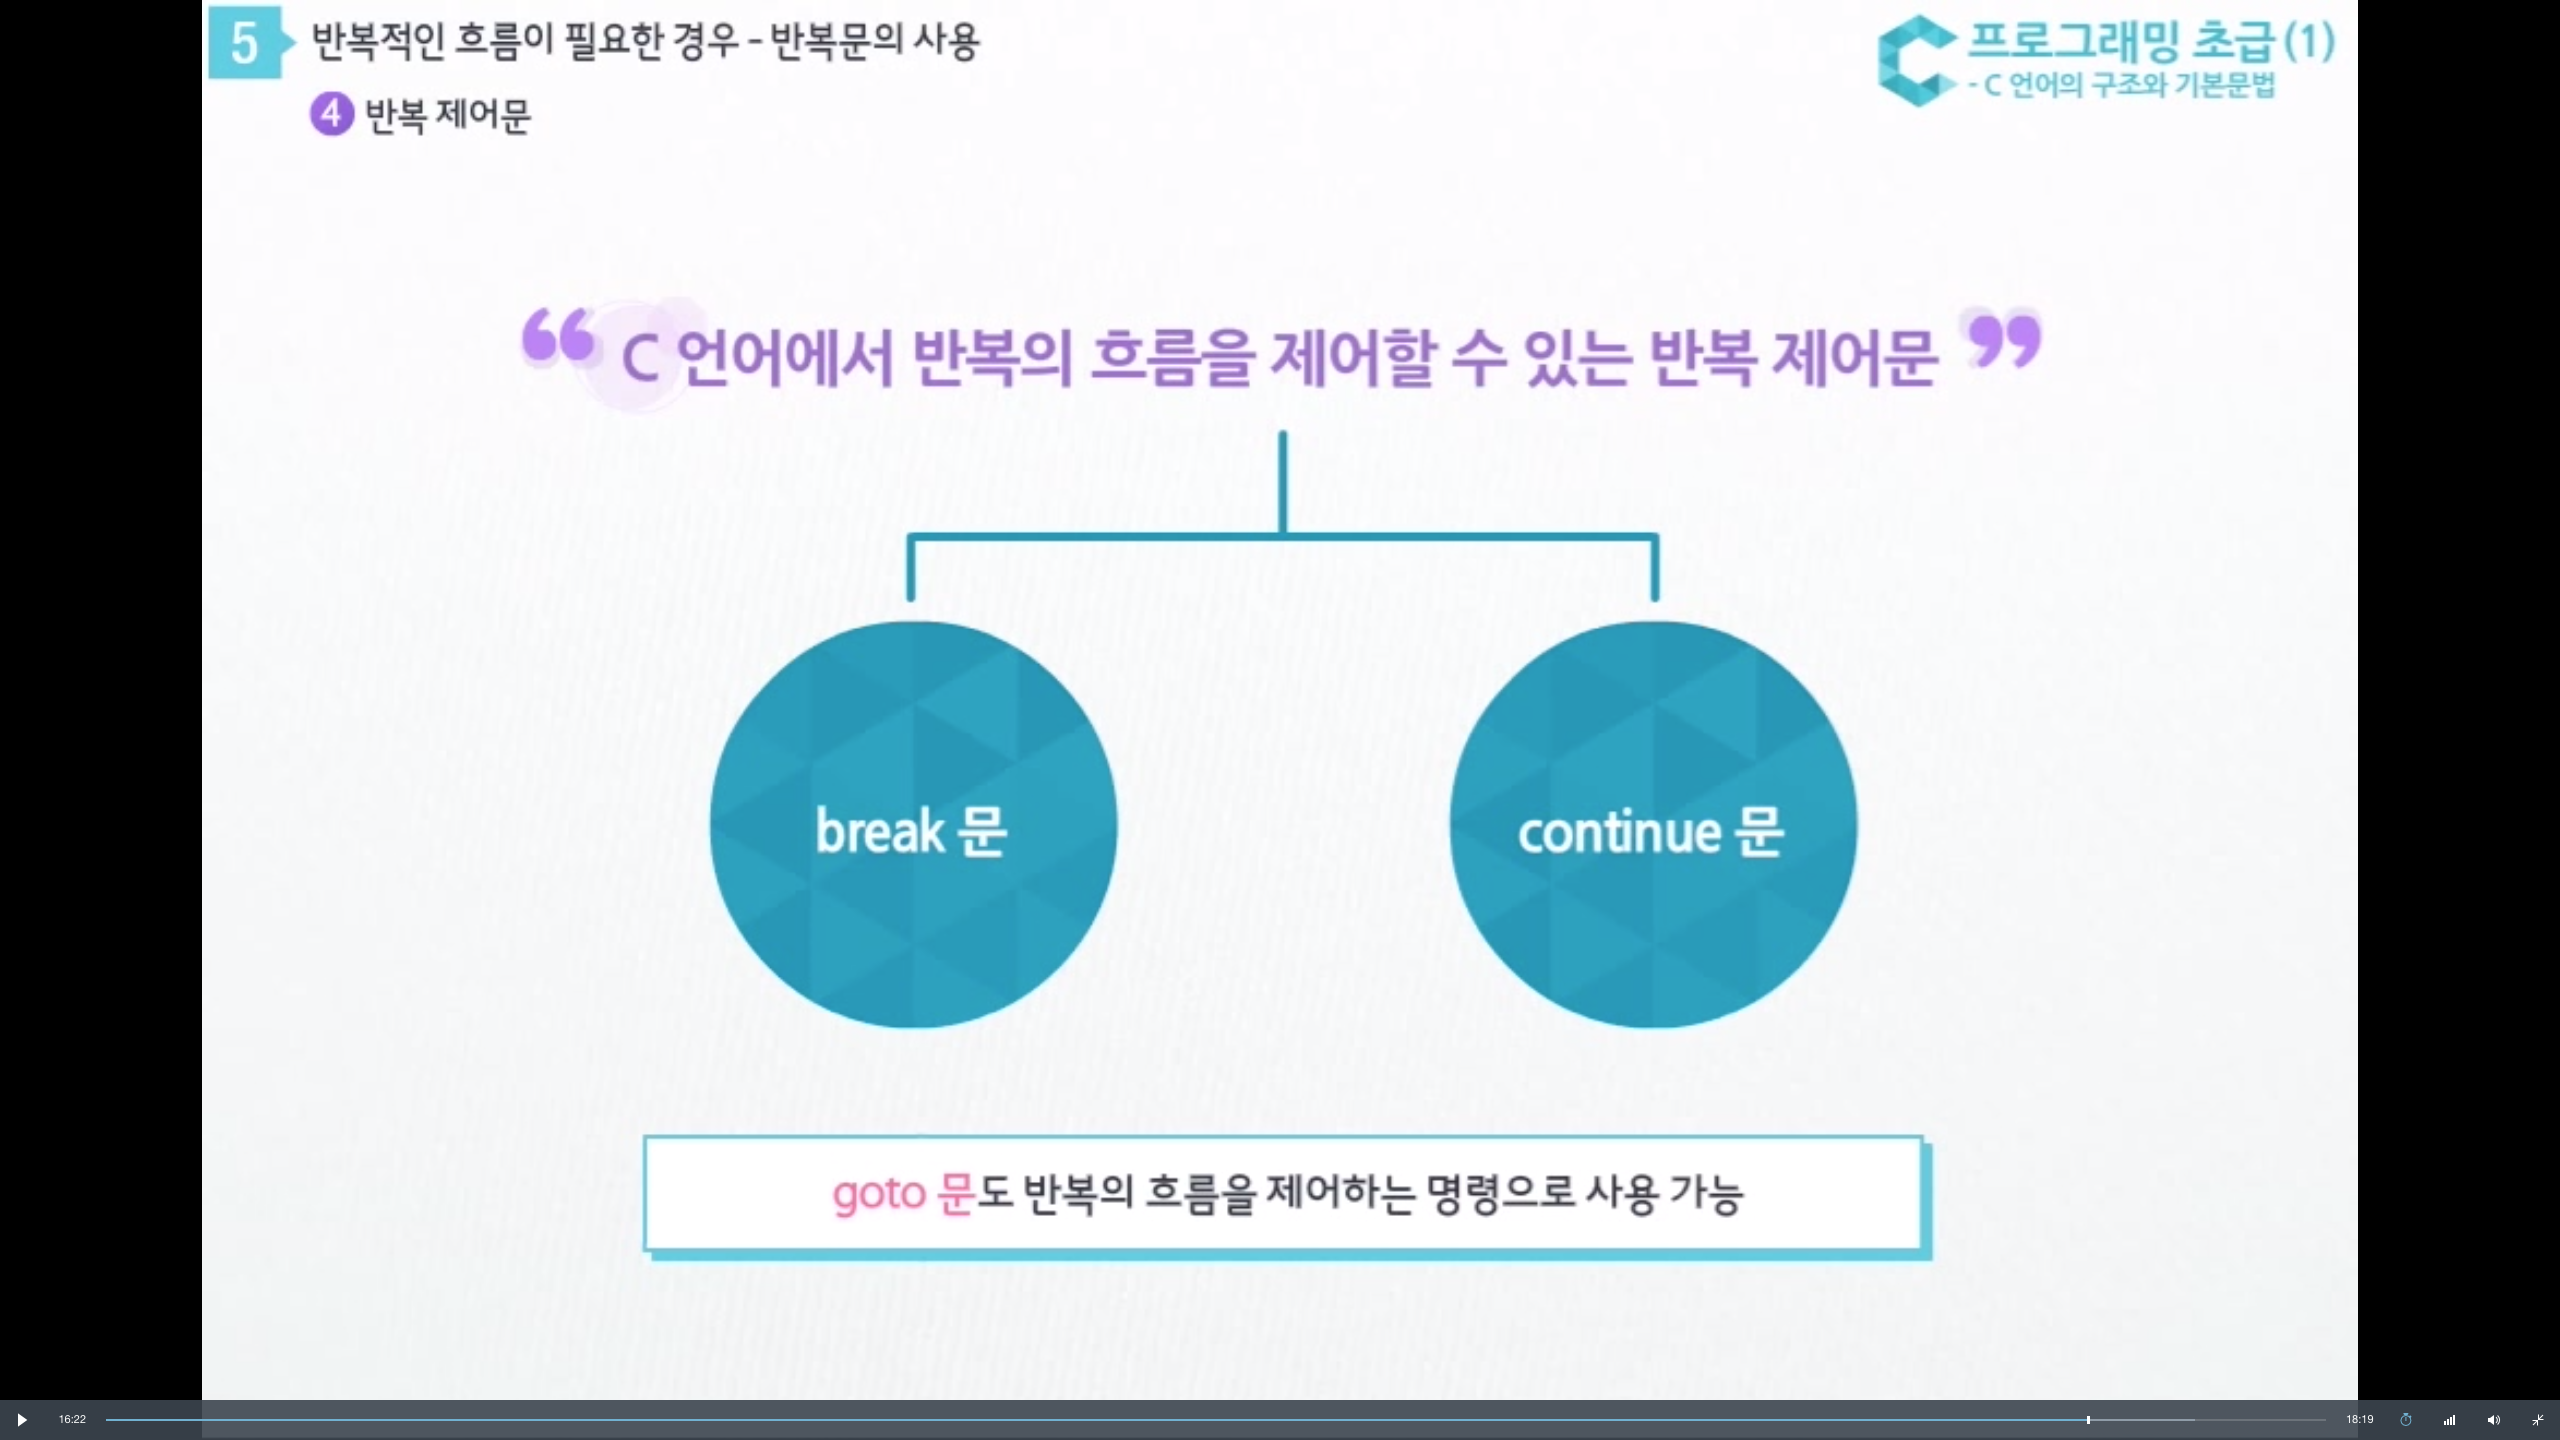 5 반복적인 흐름이 필요한 경우 - 반복문의 사용
프로그래밍 초급(1)
- C 언어의 구조와 기본문법
4 반복 제어문
“ C 언어에서 반복의 흐름을 제어할 수 있는 반복 제어문 ”
break 문
continue 문
goto 문도 반복의 흐름을 제어하는 명령으로 사용 가능
16:22
18:19